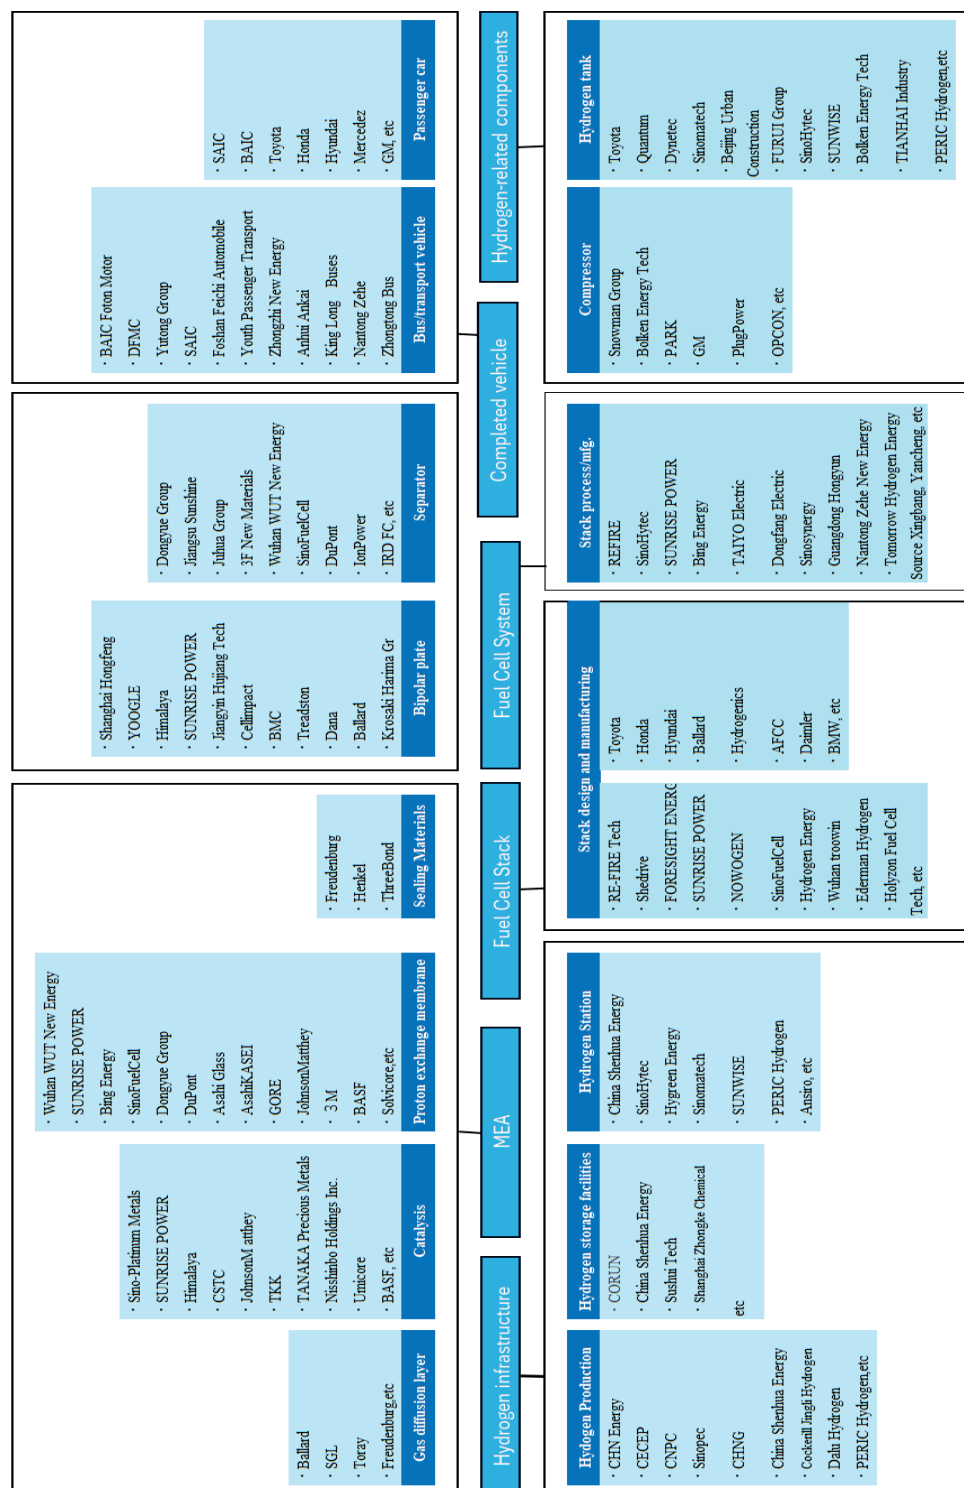 Gas diffusion layer
· Ballard
· SGL
· Toray
· Freudenburg,etc
Catalysis
· Sino-Platinum Metals
· SUNRISE POWER
· Himalaya
· CSTC
· JohnsonM atthey
· TKK
· TANAKA Precious Metals
· Nisshinbo Holdings Inc.
· Umicore
· BASF, etc
Proton exchange membrane
· Wuhan WUT New Energy
· SUNRISE POWER
· Bing Energy
· SinoFuelCell
· Dongyue Group
· DuPont
· Asahi Glass
· AsahiKASEI
· GORE
· JohnsonMatthey
· 3 M
· BASF
· Solvicore,etc
Sealing Materials
· Freudenburg
· Henkel
· ThreeBond
Bipolar plate
· Shanghai Hongfeng
· YOOGLE
· Himalaya
· SUNRISE POWER
· Jiangyin Hujiang Tech
· Cellimpact
· BMC
· Treadston
· Dana
· Ballard
· Krosaki Harima Gr
Separator
· Dongyue Group
· Jiangsu Sunshine
· Juhua Group
· 3F New Materials
· Wuhan WUT New Energy
· SinoFuelCell
· DuPont
· IonPower
· IRD FC, etc
Bus/transport vehicle
· BAIC Foton Motor
· DFMC
· Yutong Group
· SAIC
· Foshan Feichi Automobile
· Youth Passenger Transport
· Zhongzhi New Energy
· Anhui Ankai
· King Long Buses
· Nantong Zehe
· Zhongtong Bus
Passenger car
· SAIC
· BAIC
· Toyota
· Honda
· Hyundai
· Mercedez
· GM, etc
Hydrogen infrastructure
MEA
Fuel Cell Stack
Fuel Cell System
Completed vehicle
Hydrogen-related components
Hydogen Production
· CHN Energy
· CECEP
· CNPC
· Sinopec
· CHNG
· China Shenhua Energy
· Cockerill Jingli Hydrogen
· Dalu Hydrogen
· PERIC Hydrogen,etc
Hydrogen storage facilities
· CORUN
· China Shenhua Energy
· Sushui Tech
· Shanghai Zhongke Chemical
etc
Hydrogen Station
· China Shenhua Energy
· SinoHytec
· Hygreen Energy
· Sinomatech
· SUNWISE
· PERIC Hydrogen
· Ansiro, etc
Stack design and manufacturing
· RE-FIRE Tech
· Shedrive
· FORESIGHT ENERG
· SUNRISE POWER
· NOWOGEN
· SinoFuelCell
· Hydrogen Energy
· Wuhan troowin
· Ederman Hydrogen
· Holyzon Fuel Cell
Tech, etc
· Toyota
· Honda
· Hyundai
· Ballard
· Hydrogenics
· AFCC
· Daimler
· BMW, etc
Stack process/mfg.
· REFIRE
· SinoHytec
· SUNRISE POWER
· Bing Energy
· TAIYO Electric
· Dongfang Electric
· Sinosynergy
· Guangdong Hongyun
· Nantong Zehe New Energy
· Tomorrow Hydrogen Energy
Source Xingbang, Yancheng, etc
Compressor
· Snowman Group
· Bolken Energy Tech
· PARK
· GM
· PlugPower
· OPCON, etc
Hydrogen tank
· Toyota
· Quantum
· Dynetec
· Sinomatech
· Beijing Urban
Construction
· FURUI Group
· SinoHytec
· SUNWISE
· Bolken Energy Tech
· TIANHAI Industry
· PERIC Hydrogen,etc